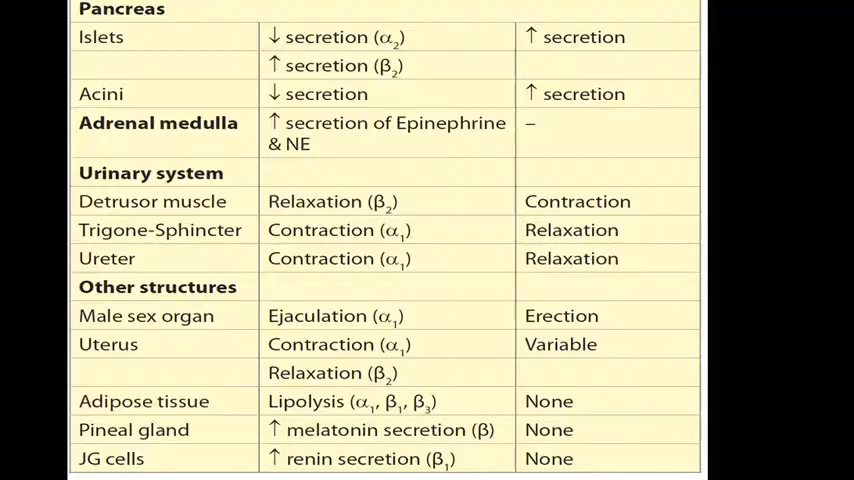 Pancreas
Islets ↓ secretion (α₂) ↑ secretion
↑ secretion (β₂)
Acini ↓ secretion ↑ secretion
Adrenal medulla ↑ secretion of Epinephrine –
& NE
Urinary system
Detrusor muscle Relaxation (β₂) Contraction
Trigone-Sphincter Contraction (α₁) Relaxation
Ureter Contraction (α₁) Relaxation
Other structures
Male sex organ Ejaculation (α₁) Erection
Uterus Contraction (α₁) Variable
Relaxation (β₂)
Adipose tissue Lipolysis (α₁, β₁, β₃) None
Pineal gland ↑ melatonin secretion (β) None
JG cells ↑ renin secretion (β₁) None